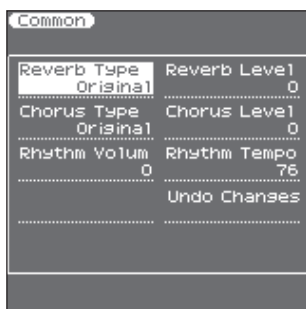 Common
Reverb Type
Original
Reverb Level
0
Chorus Type
Original
Chorus Level
0
Rhythm Volum
0
Rhythm Tempo
76
Undo Changes